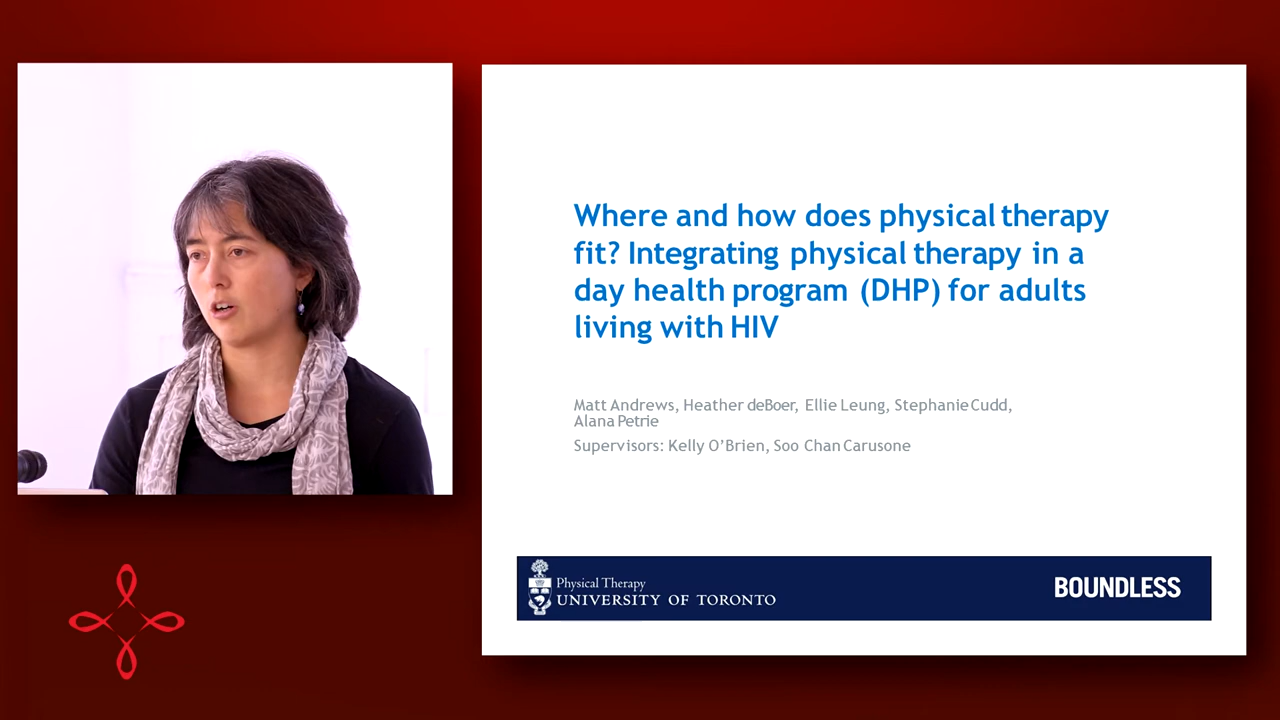 Where and how does physical therapy
fit? Integrating physical therapy in a
day health program (DHP) for adults
living with HIV
Matt Andrews, Heather deBoer, Ellie Leung, Stephanie Cudd,
Alana Petrie
Supervisors: Kelly O’Brien, Soo Chan Carusone
Physical Therapy
UNIVERSITY OF TORONTO
BOUNDLESS